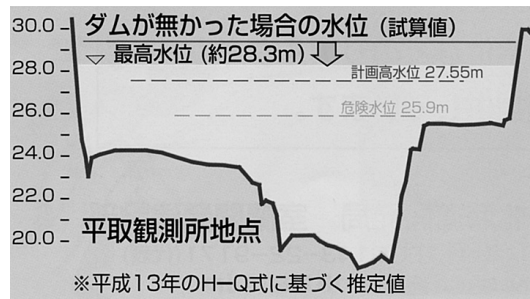 30.0
ダムが無かった場合の水位（試算値）
最高水位（約28.3m）
28.0
計画高水位 27.55m
26.0
危険水位 25.9m
24.0
22.0
平取観測所地点
20.0
※平成13年のH－Q式に基づく推定値